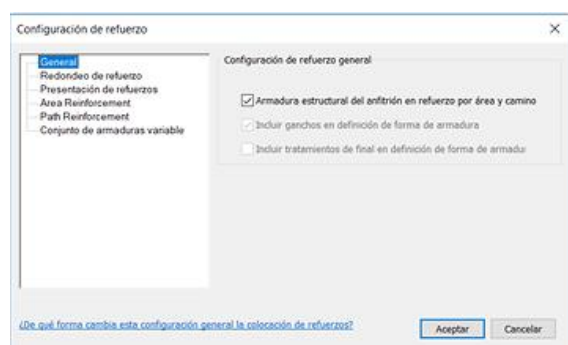 Configuración de refuerzo
General
Redondeo de refuerzo
Presentación de refuerzos
Area Reinforcement
Path Reinforcement
Conjunto de armaduras variable
Configuración de refuerzo general
Armadura estructural del anfitrión en refuerzo por área y camino
Incluir ganchos en definición de forma de armadura
Incluir tratamientos de final en definición de forma de armadu
¿De qué forma cambia esta configuración general la colocación de refuerzos?
Aceptar
Cancelar